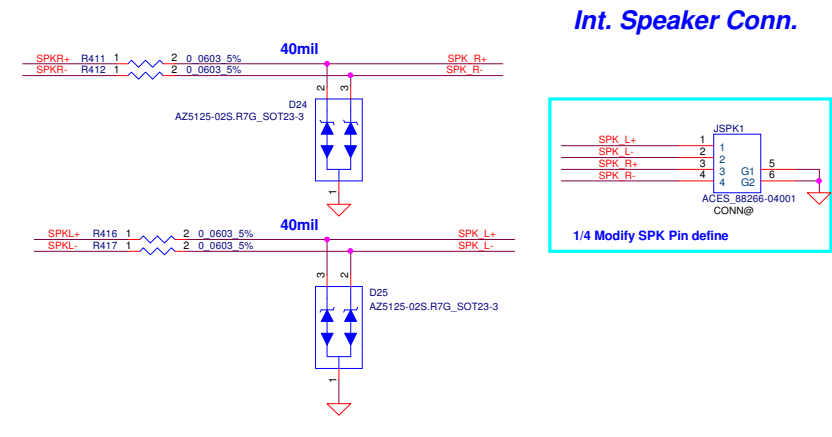 Int. Speaker Conn.
40mil
SPKR+ R411 1 2 0_0603_5% SPK_R+
SPKR- R412 1 2 0_0603_5% SPK_R-
2 3
D24
AZ5125-02S.R7G_SOT23-3
1
JSPK1
SPK_L+ 1 1
SPK_L- 2 2
SPK_R+ 3 3 G1 5
SPK_R- 4 4 G2 6
ACES_88266-04001
CONN@
1/4 Modify SPK Pin define
40mil
SPKL+ R416 1 2 0_0603_5% SPK_L+
SPKL- R417 1 2 0_0603_5% SPK_L-
3 2
D25
AZ5125-02S.R7G_SOT23-3
1